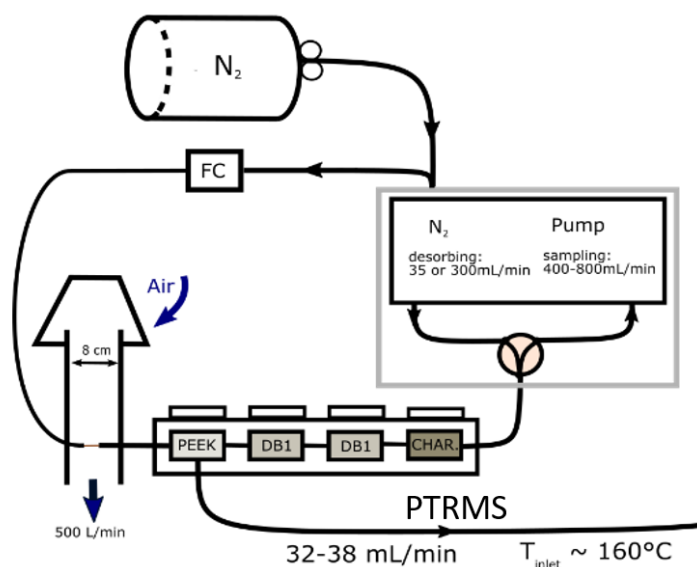 N₂
FC
N₂
Pump
desorbing:
35 or 300mL/min
sampling:
400-800mL/min
Air
8 cm
PEEK
DB1
DB1
CHAR.
500 L/min
PTRMS
32-38 mL/min
T_inlet ~ 160°C